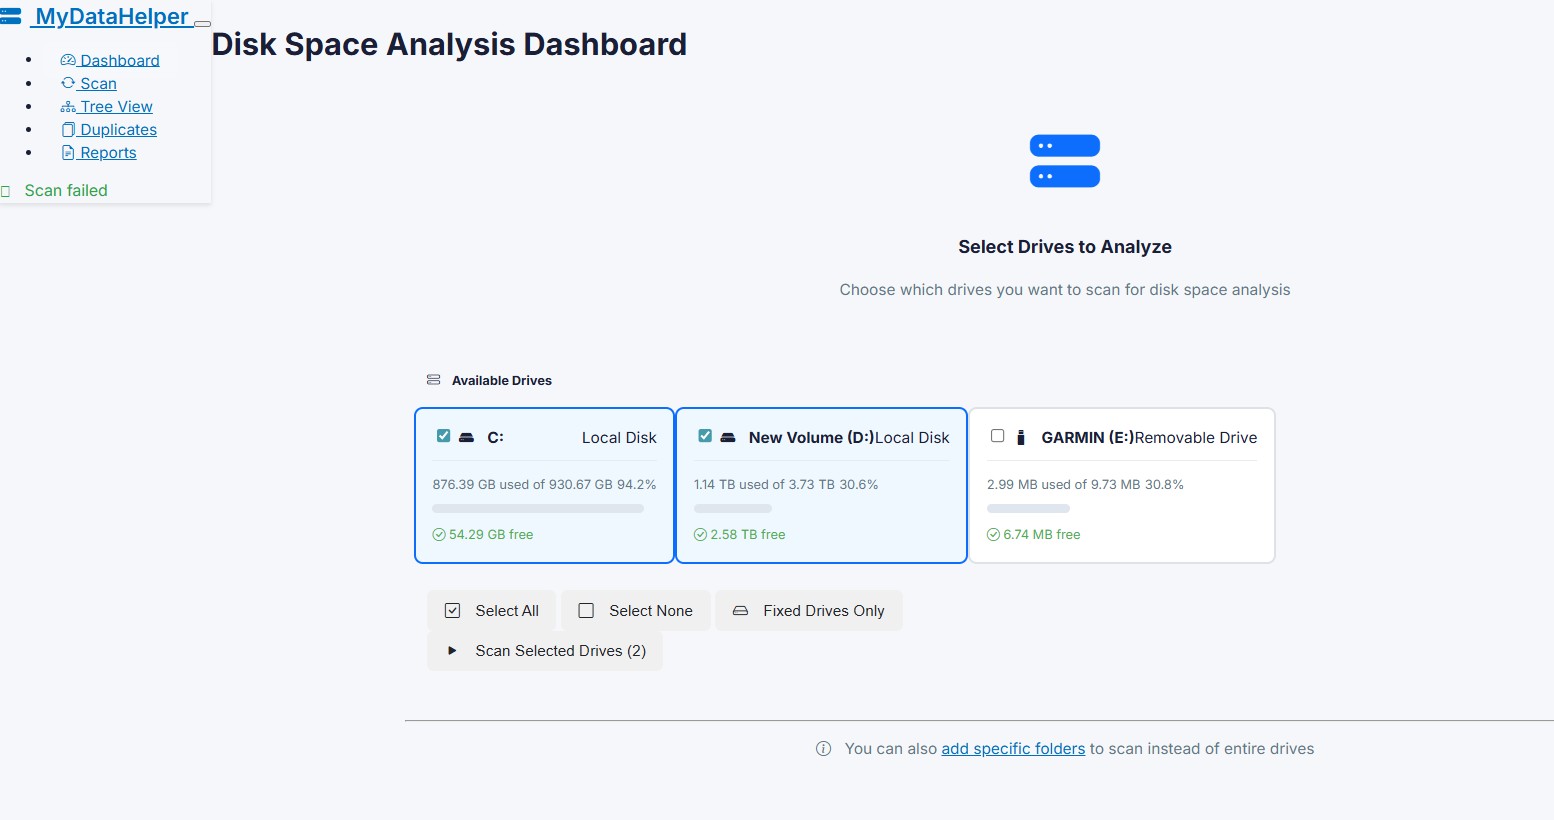 MyDataHelper
Dashboard
Scan
Tree View
Duplicates
Reports
Scan failed
Disk Space Analysis Dashboard
Select Drives to Analyze
Choose which drives you want to scan for disk space analysis
Available Drives
C: Local Disk
876.39 GB used of 930.67 GB 94.2%
54.29 GB free
New Volume (D:)Local Disk
1.14 TB used of 3.73 TB 30.6%
2.58 TB free
GARMIN (E:)Removable Drive
2.99 MB used of 9.73 MB 30.8%
6.74 MB free
Select All Select None Fixed Drives Only
Scan Selected Drives (2)
You can also add specific folders to scan instead of entire drives